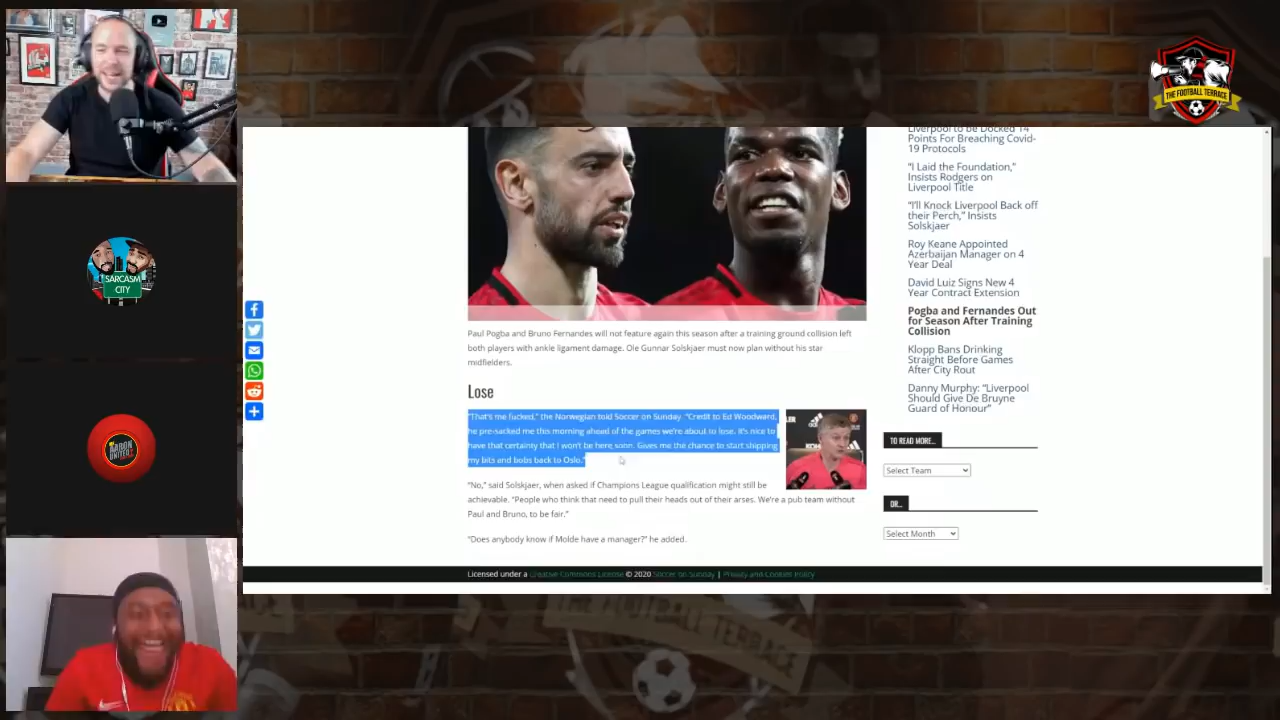 THE FOOTBALL TERRACE
SARCASM
CITY
Liverpool to be Docked 14
Points For Breaching Covid-
19 Protocols
"I Laid the Foundation,"
Insists Rodgers on
Liverpool Title
"I'll Knock Liverpool Back off
their Perch," Insists
Solskjaer
Roy Keane Appointed
Azerbaijan Manager on 4
Year Deal
David Luiz Signs New 4
Year Contract Extension
Pogba and Fernandes Out
for Season After Training
Collision
Klopp Bans Drinking
Straight Before Games
After City Rout
Danny Murphy: "Liverpool
Should Give De Bruyne
Guard of Honour"
TO READ MORE...
Select Team
OR...
Select Month
Paul Pogba and Bruno Fernandes will not feature again this season after a training ground collision left
both players with ankle ligament damage. Ole Gunnar Solskjaer must now plan without his star
midfielders.
Lose
"That's me fucked," the Norwegian told Soccer on Sunday. "Credit to Ed Woodward,
he pre-sacked me this morning ahead of the games we're about to lose. It's nice to
have that certainty that I won't be here soon. Gives me the chance to start shipping
my bits and bobs back to Oslo."
"No," said Solskjaer, when asked if Champions League qualification might still be
achievable. "People who think that need to pull their heads out of their arses. We're a pub team without
Paul and Bruno, to be fair."
"Does anybody know if Molde have a manager?" he added.
Licensed under a Creative Commons License © 2020 Soccer on Sunday | Privacy and Cookies Policy